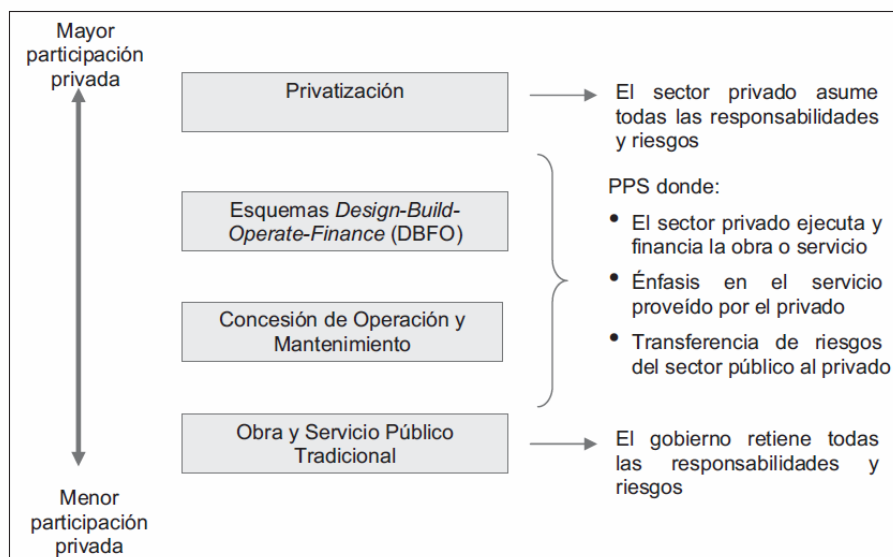 Mayor
participación
privada
Privatización
El sector privado asume
todas las responsabilidades
y riesgos
Esquemas Design-Build-
Operate-Finance (DBFO)
PPS donde:
• El sector privado ejecuta y
financia la obra o servicio
• Énfasis en el servicio
proveído por el privado
• Transferencia de riesgos
del sector público al privado
Concesión de Operación y
Mantenimiento
Obra y Servicio Público
Tradicional
El gobierno retiene todas
las responsabilidades y
riesgos
Menor
participación
privada